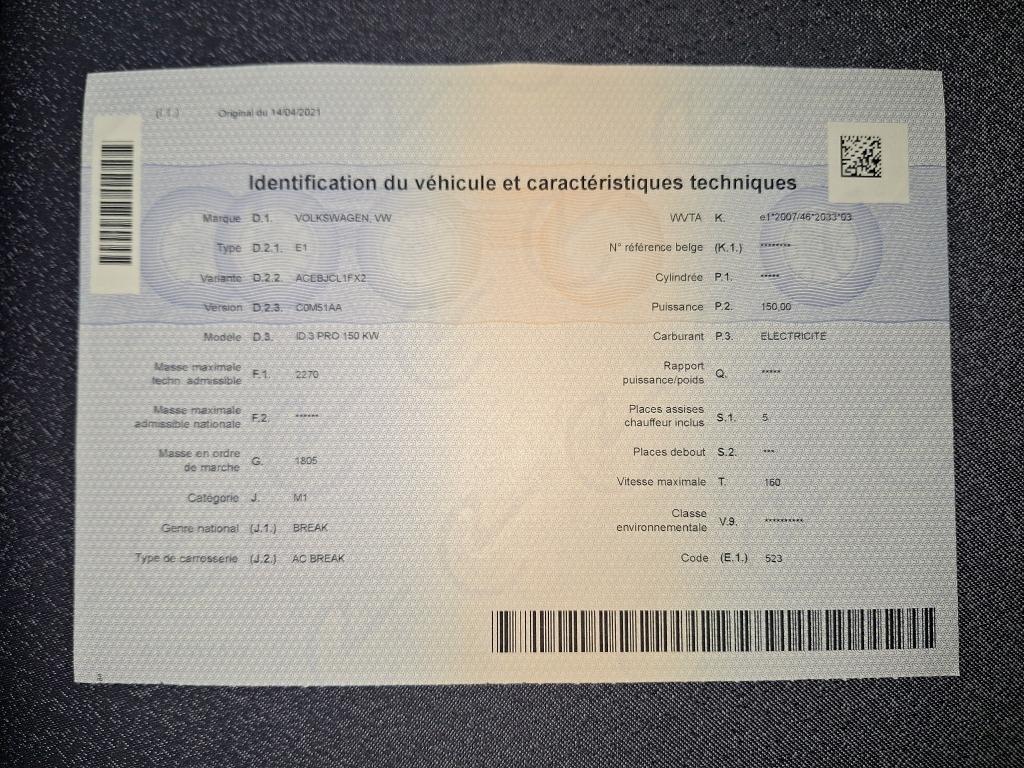 (I.1.) Original du 14/04/2021
Identification du véhicule et caractéristiques techniques
Marque D.1. VOLKSWAGEN, VW
Type D.2.1. E1
Variante D.2.2. ACEBJCL1FX2
Version D.2.3. C0M51AA
Modèle D.3. ID.3 PRO 150 KW
Masse maximale
techn. admissible F.1. 2270
Masse maximale
admissible nationale F.2. ******
Masse en ordre
de marche G. 1805
Catégorie J. M1
Genre national (J.1.) BREAK
Type de carrosserie (J.2.) AC BREAK
WVTA K. e1*2007/46*2033*03
N° référence belge (K.1.) ********
Cylindrée P.1. *****
Puissance P.2. 150,00
Carburant P.3. ELECTRICITE
Rapport
puissance/poids Q. *****
Places assises
chauffeur inclus S.1. 5
Places debout S.2. ***
Vitesse maximale T. 160
Classe
environnementale V.9. **********
Code (E.1.) 523